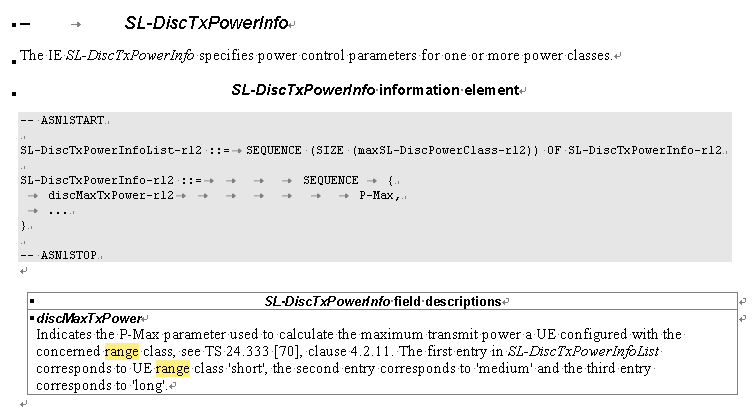 – SL-DiscTxPowerInfo
The IE SL-DiscTxPowerInfo specifies power control parameters for one or more power classes.
SL-DiscTxPowerInfo information element
-- ASN1START
SL-DiscTxPowerInfoList-r12 ::= SEQUENCE (SIZE (maxSL-DiscPowerClass-r12)) OF SL-DiscTxPowerInfo-r12
SL-DiscTxPowerInfo-r12 ::= SEQUENCE {
discMaxTxPower-r12 P-Max,
...
}
-- ASN1STOP
SL-DiscTxPowerInfo field descriptions
discMaxTxPower
Indicates the P-Max parameter used to calculate the maximum transmit power a UE configured with the
concerned range class, see TS 24.333 [70], clause 4.2.11. The first entry in SL-DiscTxPowerInfoList
corresponds to UE range class 'short', the second entry corresponds to 'medium' and the third entry
corresponds to 'long'.